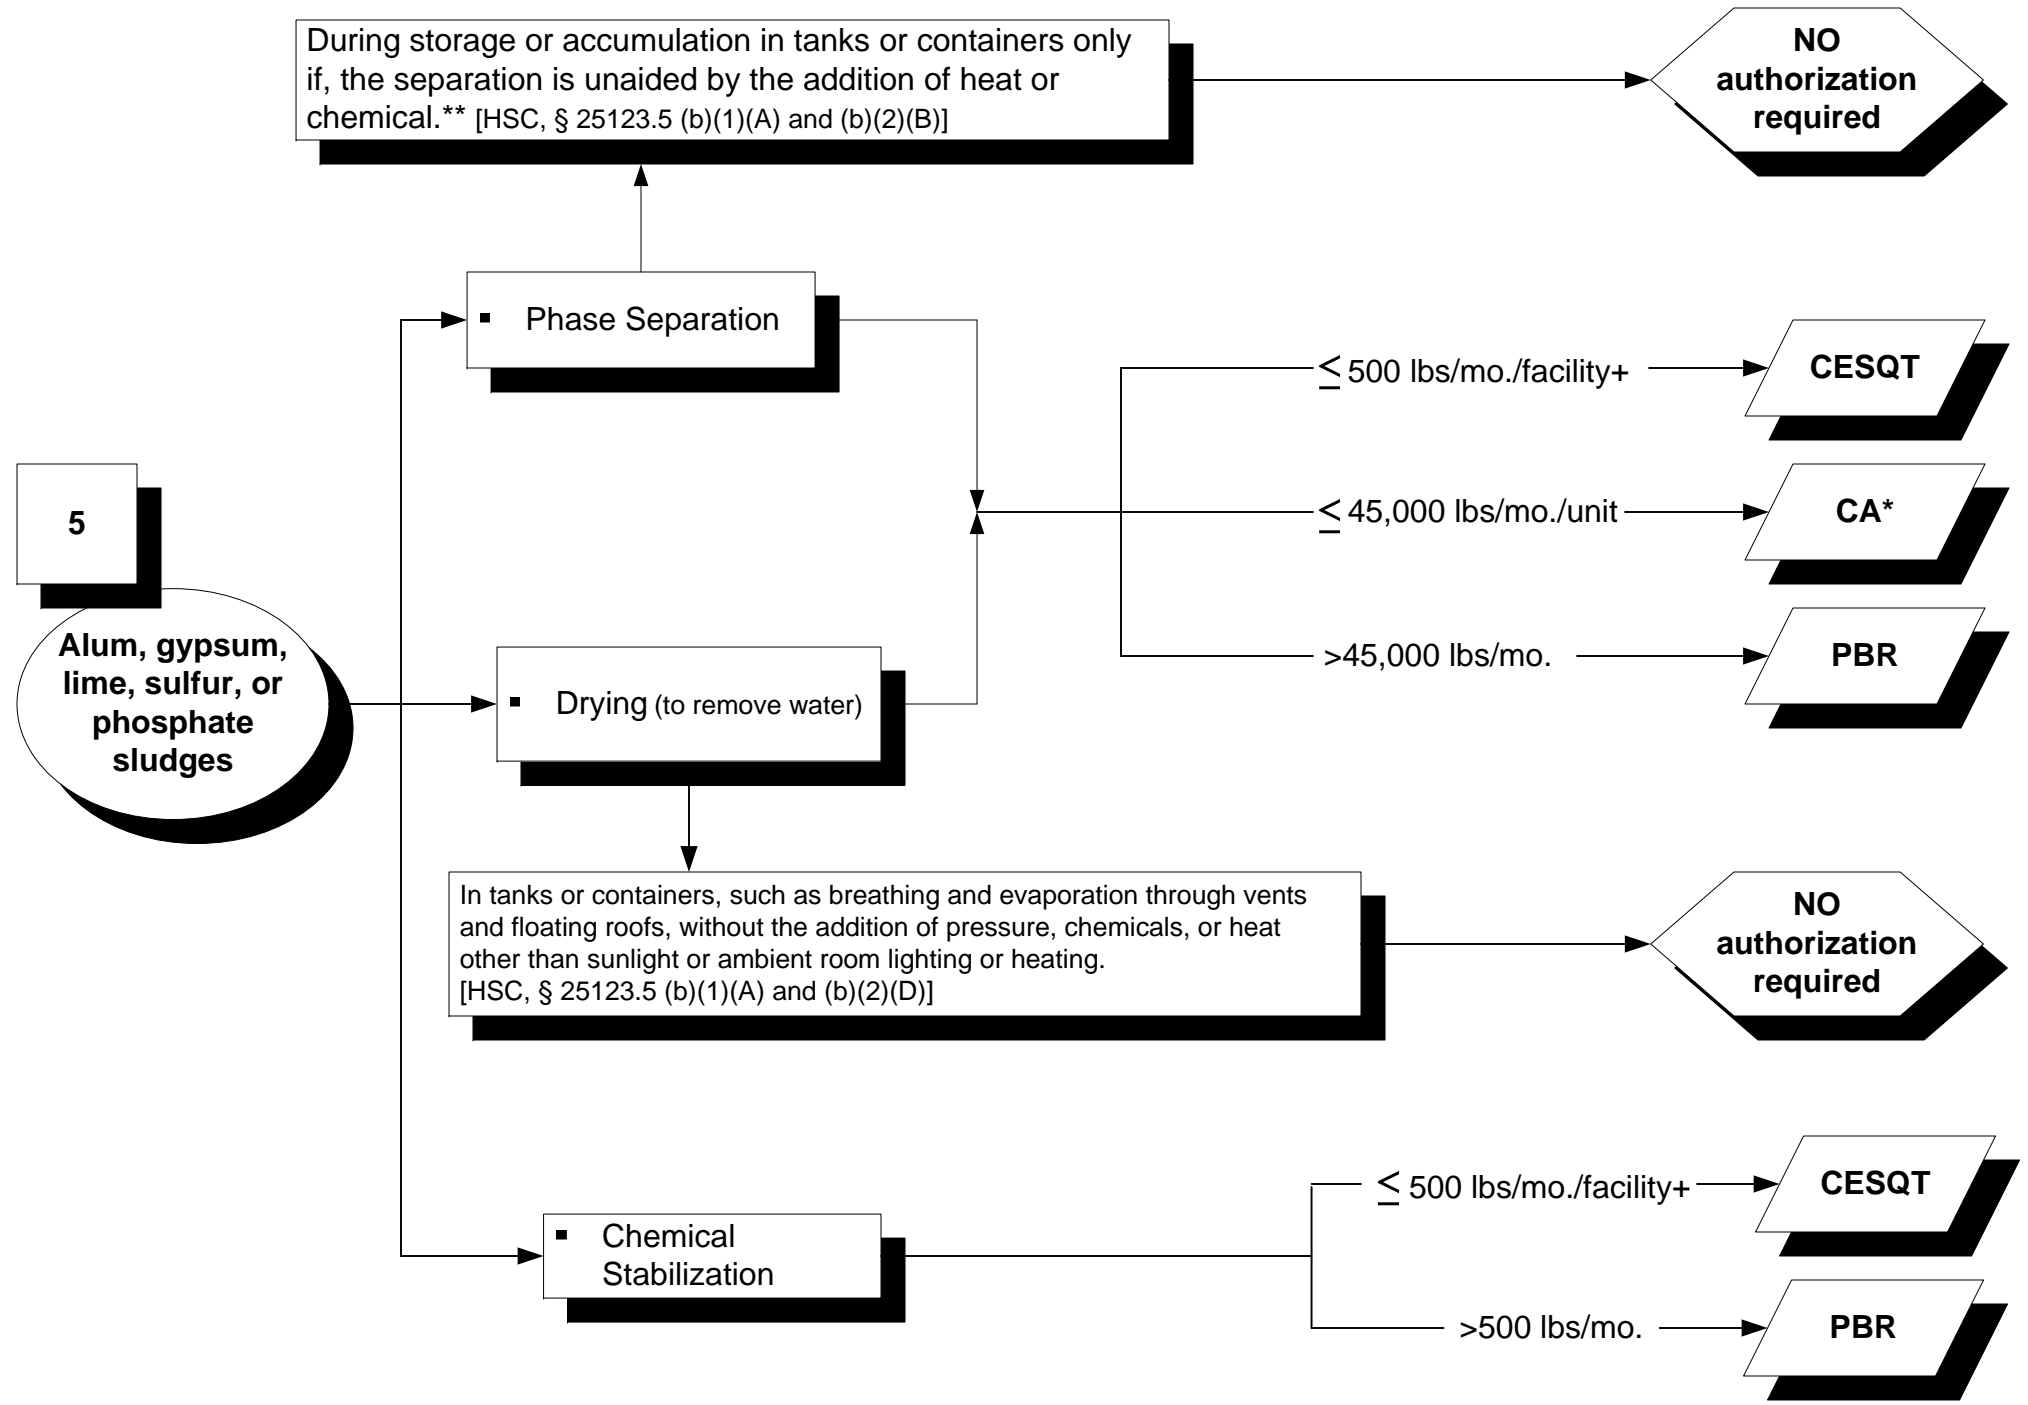 During storage or accumulation in tanks or containers only
if, the separation is unaided by the addition of heat or
chemical.** [HSC, § 25123.5 (b)(1)(A) and (b)(2)(B)]
NO
authorization
required
▪ Phase Separation
≤ 500 lbs/mo./facility+
CESQT
5
≤ 45,000 lbs/mo./unit
CA*
Alum, gypsum,
lime, sulfur, or
phosphate
sludges
▪ Drying (to remove water)
>45,000 lbs/mo.
PBR
In tanks or containers, such as breathing and evaporation through vents
and floating roofs, without the addition of pressure, chemicals, or heat
other than sunlight or ambient room lighting or heating.
[HSC, § 25123.5 (b)(1)(A) and (b)(2)(D)]
NO
authorization
required
▪ Chemical
Stabilization
≤ 500 lbs/mo./facility+
CESQT
>500 lbs/mo.
PBR